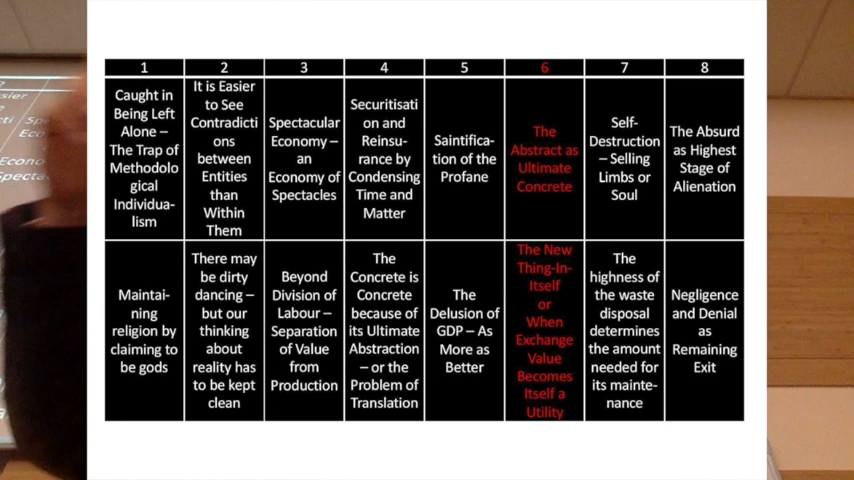 1 2 3 4 5 6 7 8
Caught in
Being Left
Alone –
The Trap of
Methodolo
gical
Individua-
lism
It is Easier
to See
Contradicti
ons
between
Entities
than
Within
Them
Spectacular
Economy –
an
Economy of
Spectacles
Securitisati
on and
Reinsu-
rance by
Condensing
Time and
Matter
Saintifica-
tion of the
Profane
The
Abstract as
Ultimate
Concrete
Self-
Destruction
– Selling
Limbs or
Soul
The Absurd
as Highest
Stage of
Alienation
Maintai-
ning
religion by
claiming to
be gods
There may
be dirty
dancing –
but our
thinking
about
reality has
to be kept
clean
Beyond
Division of
Labour –
Separation
of Value
from
Production
The
Concrete is
Concrete
because of
its Ultimate
Abstraction
– or the
Problem of
Translation
The
Delusion of
GDP – As
More as
Better
The New
Thing-In-
Itself
or
When
Exchange
Value
Becomes
Itself a
Utility
The
highness of
the waste
disposal
determines
the amount
needed for
its mainte-
nance
Negligence
and Denial
as
Remaining
Exit